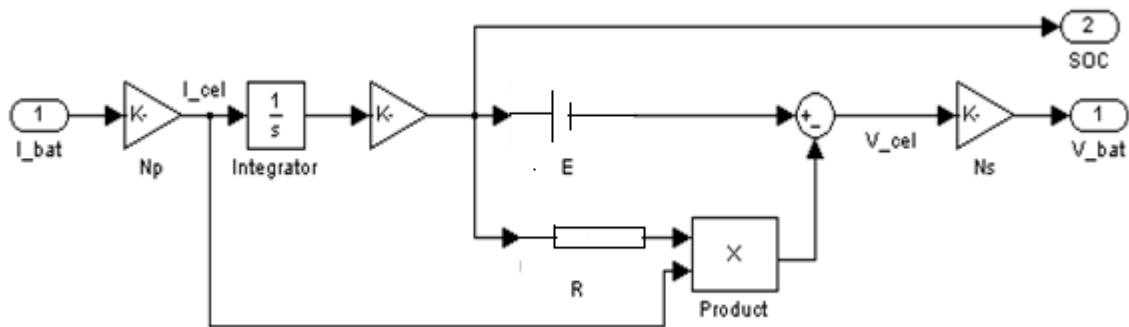 2
SOC
I_cel
1
I_bat
K-
Np
1
s
Integrator
K-
E
+
-
V_cel
K-
Ns
1
V_bat
R
X
Product